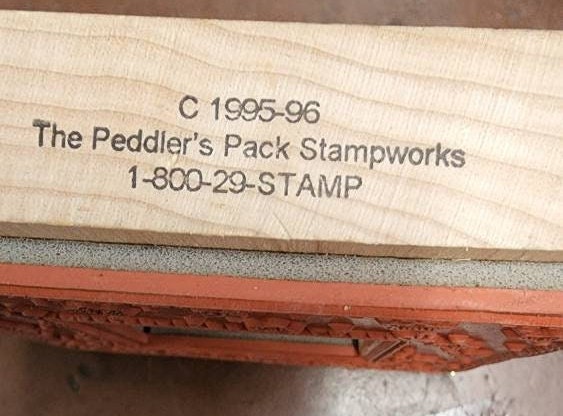 C 1995-96
The Peddler's Pack Stampworks
1-800-29-STAMP